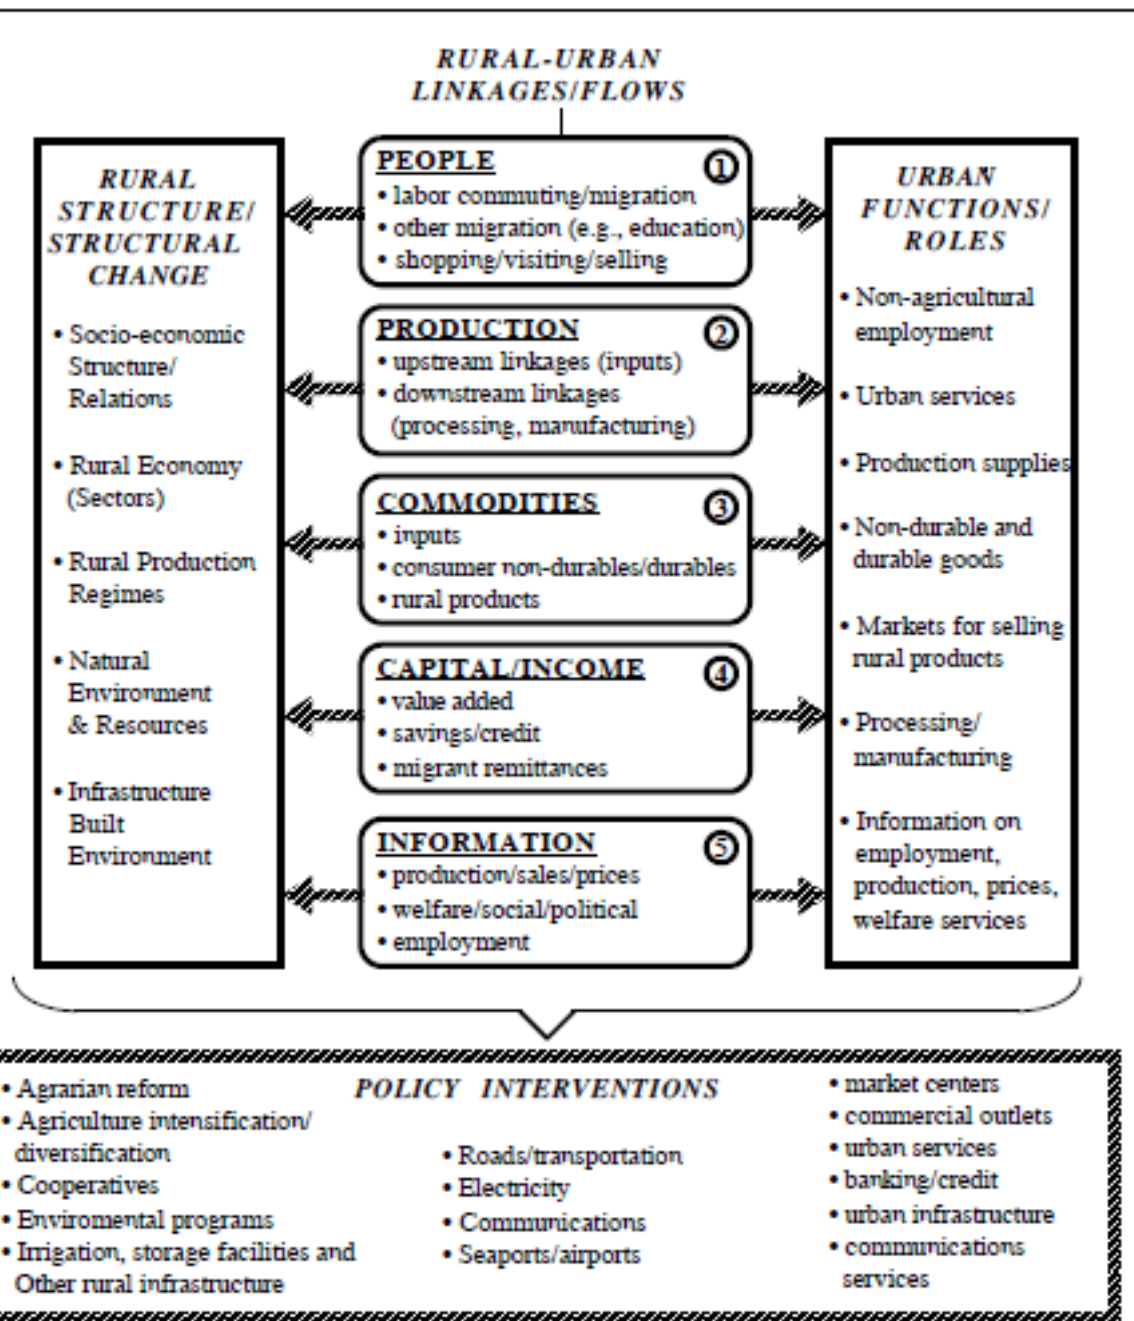 RURAL-URBAN
LINKAGES/FLOWS
RURAL
STRUCTURE/
STRUCTURAL
CHANGE
• Socio-economic
Structure/
Relations
• Rural Economy
(Sectors)
• Rural Production
Regimes
• Natural
Environment
& Resources
• Infrastructure
Built
Environment
PEOPLE
1
• labor commuting/migration
• other migration (e.g., education)
• shopping/visiting/selling
PRODUCTION
2
• upstream linkages (inputs)
• downstream linkages
(processing, manufacturing)
COMMODITIES
3
• inputs
• consumer non-durables/durables
• rural products
CAPITAL/INCOME
4
• value added
• savings/credit
• migrant remittances
INFORMATION
5
• production/sales/prices
• welfare/social/political
• employment
URBAN
FUNCTIONS/
ROLES
• Non-agricultural
employment
• Urban services
• Production supplies
• Non-durable and
durable goods
• Markets for selling
rural products
• Processing/
manufacturing
• Information on
employment,
production, prices,
welfare services
POLICY INTERVENTIONS
• Agrarian reform
• Agriculture intensification/
diversification
• Cooperatives
• Enviromental programs
• Irrigation, storage facilities and
Other rural infrastructure
• Roads/transportation
• Electricity
• Communications
• Seaports/airports
• market centers
• commercial outlets
• urban services
• banking/credit
• urban infrastructure
• communications
services